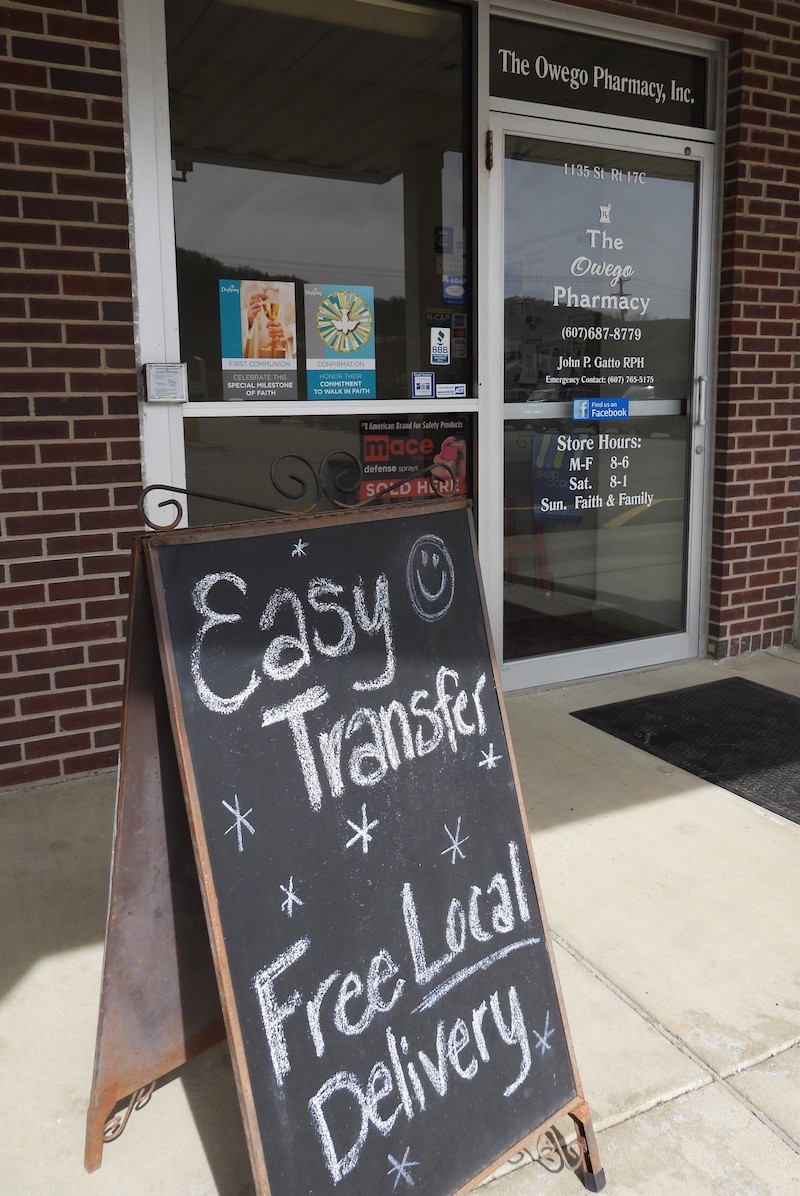 The Owego Pharmacy, Inc.
1135 St Rt 17C
The
Owego
Pharmacy
(607)687-8779
John P. Gatto RPH
Emergency Contact: (607) 765-5175
Find us on
Facebook
Store Hours:
M-F 8-6
Sat. 8-1
Sun. Faith & Family
FIRST COMMUNION
CELEBRATE THIS
SPECIAL MILESTONE
OF FAITH
CONFIRMATION
HONOR THEIR
COMMITMENT
TO WALK IN FAITH
N-CAP
BBB
#1 American Brand for Safety Products
mace
defense sprays
SOLD HERE
Easy
Transfer
Free Local
Delivery